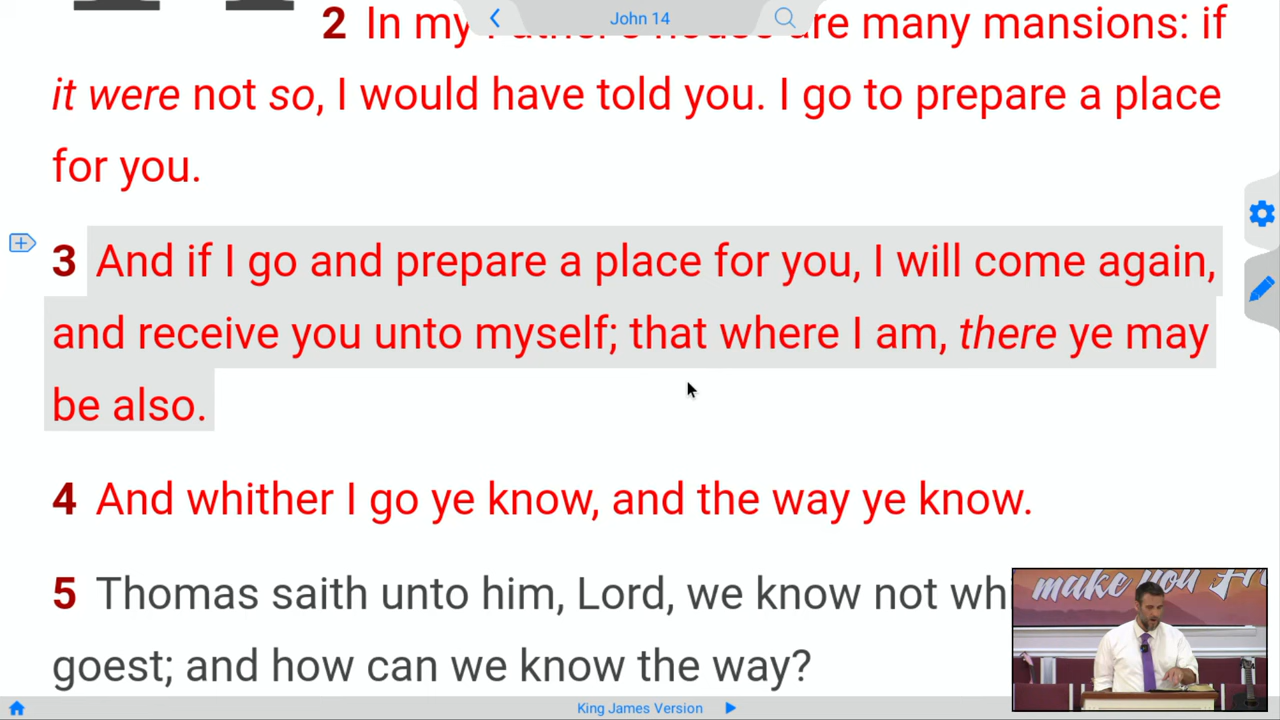 John 14
2 In my Father's house are many mansions: if
it were not so, I would have told you. I go to prepare a place
for you.
3 And if I go and prepare a place for you, I will come again,
and receive you unto myself; that where I am, there ye may
be also.
4 And whither I go ye know, and the way ye know.
5 Thomas saith unto him, Lord, we know not
goest; and how can we know the way?
make you
King James Version